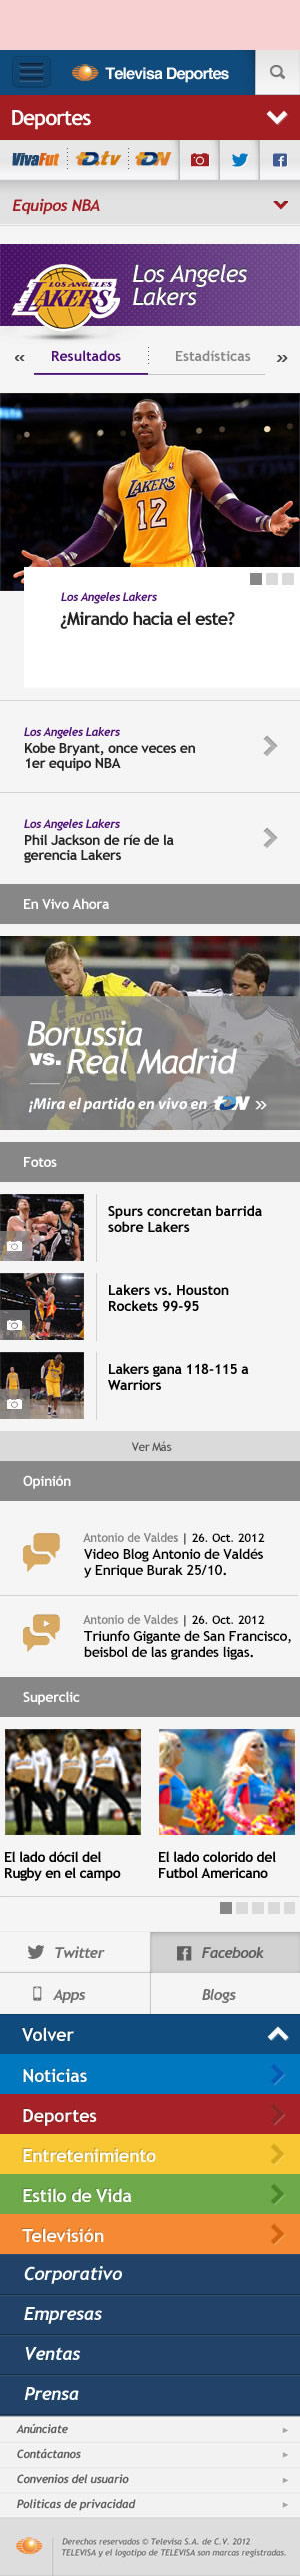 Televisa Deportes
Deportes
VivaFut
TD.tv
TDN
Equipos NBA
Los Angeles
Lakers
LOS ANGELES
LAKERS
« Resultados
Estadísticas »
LAKERS
12
Los Angeles Lakers
¿Mirando hacia el este?
Los Angeles Lakers
Kobe Bryant, once veces en
1er equipo NBA
Los Angeles Lakers
Phil Jackson de ríe de la
gerencia Lakers
En Vivo Ahora
Borussia
vs. Real Madrid
¡Mira el partido en vivo en TDN »
Fotos
Spurs concretan barrida
sobre Lakers
Lakers vs. Houston
Rockets 99-95
Lakers gana 118-115 a
Warriors
Ver Más
Opinión
Antonio de Valdes | 26. Oct. 2012
Video Blog Antonio de Valdés
y Enrique Burak 25/10.
Antonio de Valdes | 26. Oct. 2012
Triunfo Gigante de San Francisco,
beisbol de las grandes ligas.
Superclic
El lado dócil del
Rugby en el campo
El lado colorido del
Futbol Americano
Twitter
Facebook
Apps
Blogs
Volver
Noticias
Deportes
Entretenimiento
Estilo de Vida
Televisión
Corporativo
Empresas
Ventas
Prensa
Anúnciate
Contáctanos
Convenios del usuario
Politicas de privacidad
Derechos reservados © Televisa S.A. de C.V. 2012
TELEVISA y el logotipo de TELEVISA son marcas registradas.